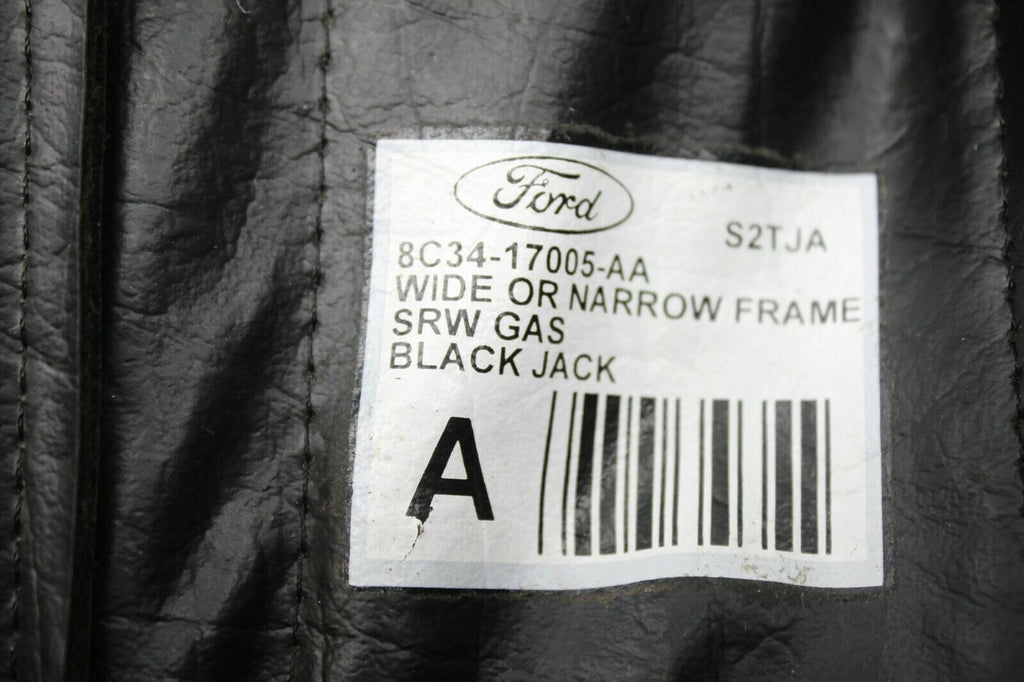 Ford
S2TJA
8C34-17005-AA
WIDE OR NARROW FRAME
SRW GAS
BLACK JACK
A